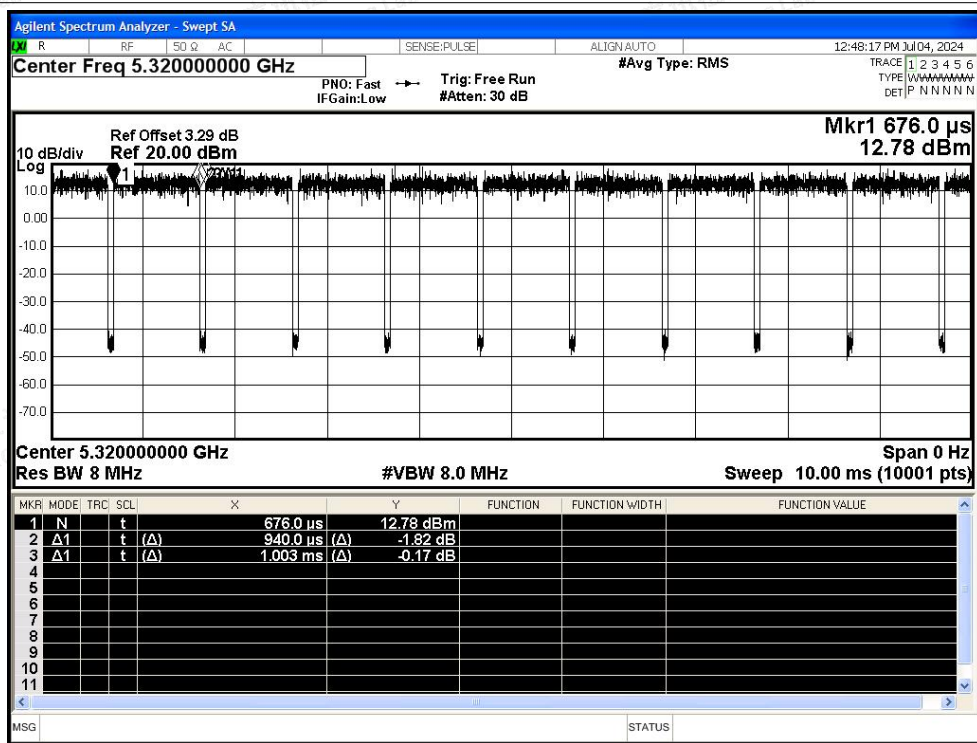 Agilent Spectrum Analyzer - Swept SA
LXI R RF 50 Ω AC SENSE:PULSE ALIGN AUTO 12:48:17 PM Jul 04, 2024
Center Freq 5.320000000 GHz #Avg Type: RMS TRACE 1 2 3 4 5 6
PNO: Fast Trig: Free Run TYPE WWWWWW
IFGain:Low #Atten: 30 dB DET P N N N N N
Ref Offset 3.29 dB Mkr1 676.0 µs
10 dB/div Ref 20.00 dBm 12.78 dBm
Log
1
10.0
0.00
-10.0
-20.0
-30.0
-40.0
-50.0
-60.0
-70.0
Center 5.320000000 GHz Span 0 Hz
Res BW 8 MHz #VBW 8.0 MHz Sweep 10.00 ms (10001 pts)
MKR MODE TRC SCL X Y FUNCTION FUNCTION WIDTH FUNCTION VALUE
1 N t 676.0 µs 12.78 dBm
2 Δ1 t (Δ) 940.0 µs (Δ) -1.82 dB
3 Δ1 t (Δ) 1.003 ms (Δ) -0.17 dB
4
5
6
7
8
9
10
11
MSG STATUS